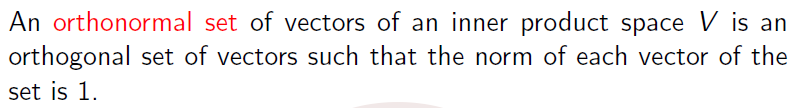 An orthonormal set of vectors of an inner product space V is an
orthogonal set of vectors such that the norm of each vector of the
set is 1.